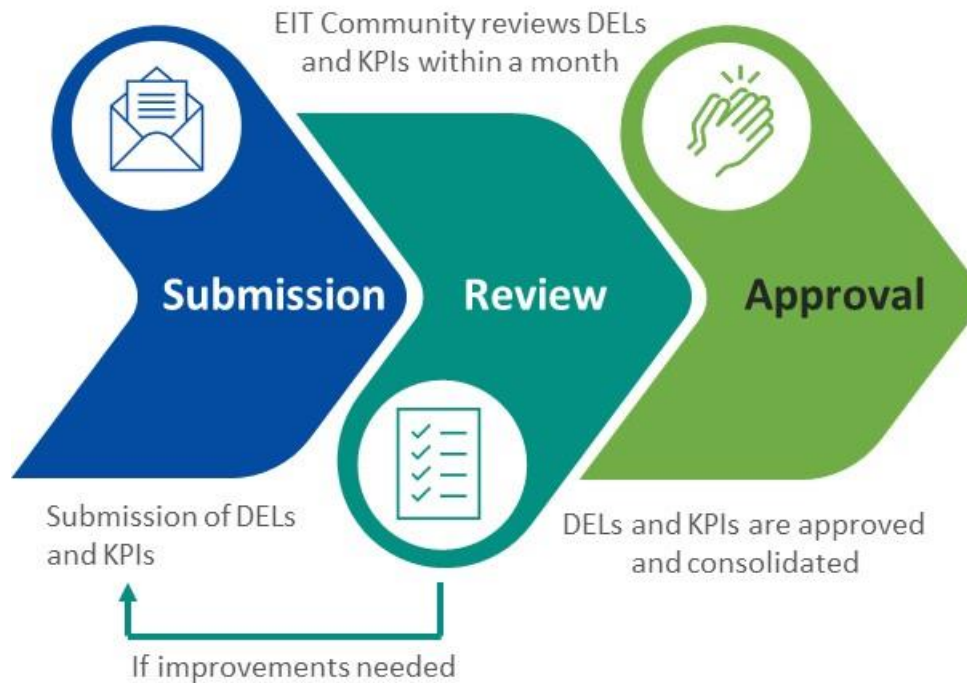 EIT Community reviews DELs
and KPIs within a month
Submission
Review
Approval
Submission of DELs
and KPIs
DELs and KPIs are approved
and consolidated
If improvements needed